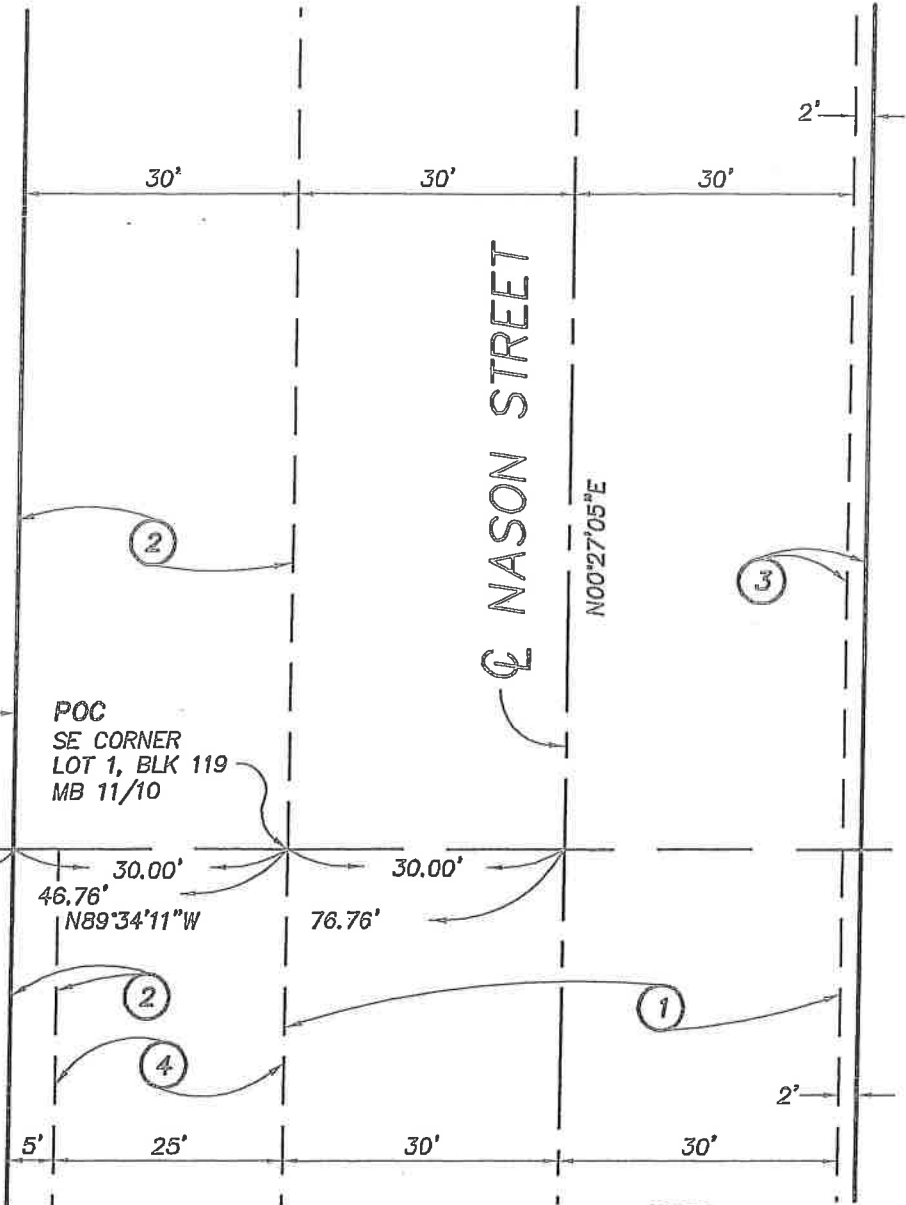 2'
30' 30' 30'
℄ NASON STREET
N00°27'05"E
2
3
POC
SE CORNER
LOT 1, BLK 119
MB 11/10
30.00' 30.00'
46.76'
N89°34'11"W 76.76'
2
1
4
2'
5' 25' 30' 30'